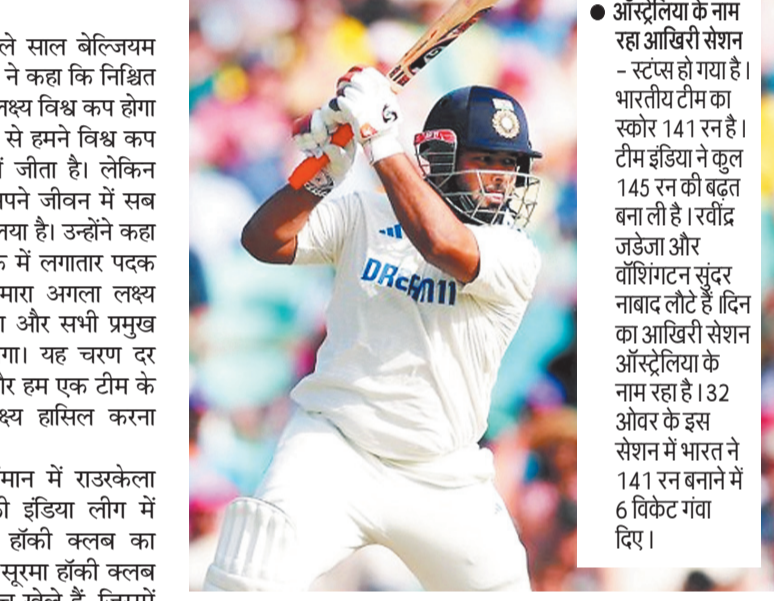 ले साल बेल्जियम
ने कहा कि निश्चित
लक्ष्य विश्व कप होगा
से हमने विश्व कप
जीता है। लेकिन
अपने जीवन में सब
लया है। उन्होंने कहा
में लगातार पदक
मारा अगला लक्ष्य
और सभी प्रमुख
गा। यह चरण दर
और हम एक टीम के
क्ष्य हासिल करना
मान में राउरकेला
इंडिया लीग में
हॉकी क्लब का
सूरमा हॉकी क्लब
DREAM11
● ऑस्ट्रेलिया के नाम
रहा आखिरी सेशन
– स्टंप्स हो गया है।
भारतीय टीम का
स्कोर 141 रन है।
टीम इंडिया ने कुल
145 रन की बढ़त
बना ली है। रवींद्र
जडेजा और
वॉशिंगटन सुंदर
नाबाद लौटे हैं।दिन
का आखिरी सेशन
ऑस्ट्रेलिया के
नाम रहा है। 32
ओवर के इस
सेशन में भारत ने
141 रन बनाने में
6 विकेट गंवा
दिए।